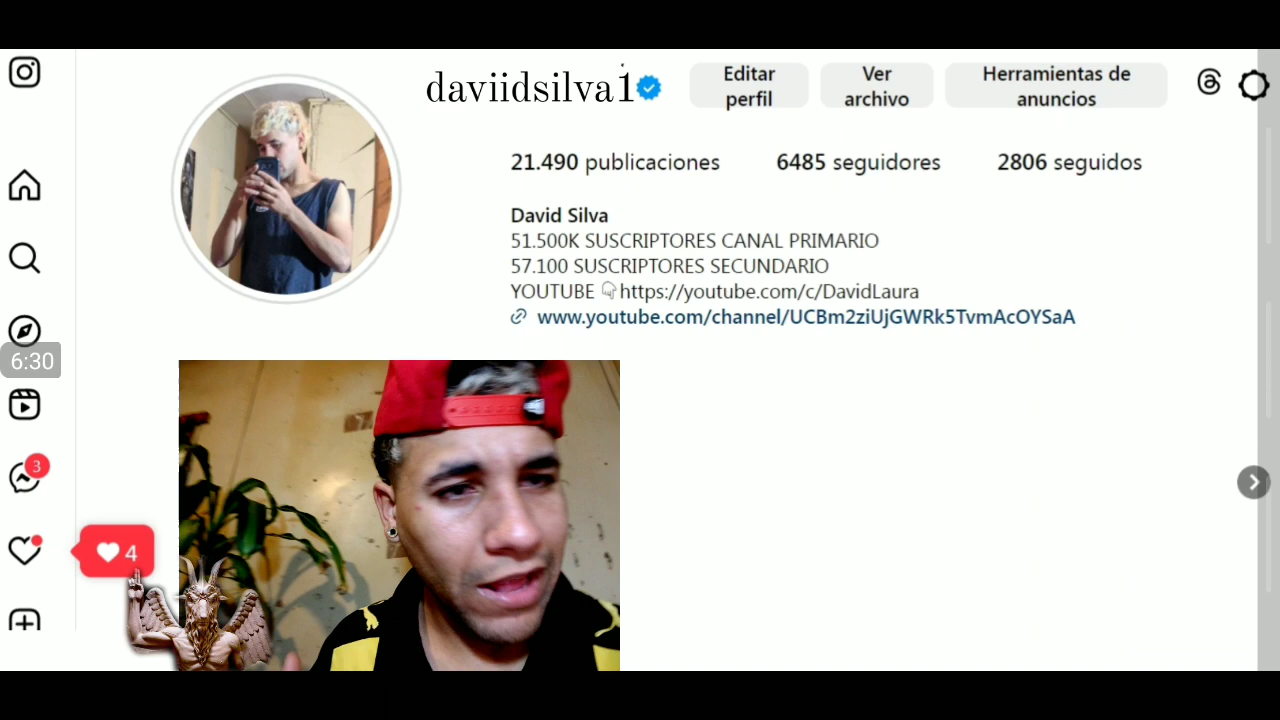 daviidsilva1
Editar
perfil
Ver
archivo
Herramientas de
anuncios
21.490 publicaciones
6485 seguidores
2806 seguidos
David Silva
51.500K SUSCRIPTORES CANAL PRIMARIO
57.100 SUSCRIPTORES SECUNDARIO
YOUTUBE 👇https://youtube.com/c/DavidLaura
www.youtube.com/channel/UCBm2ziUjGWRk5TvmAcOYSaA
6:30
3
4